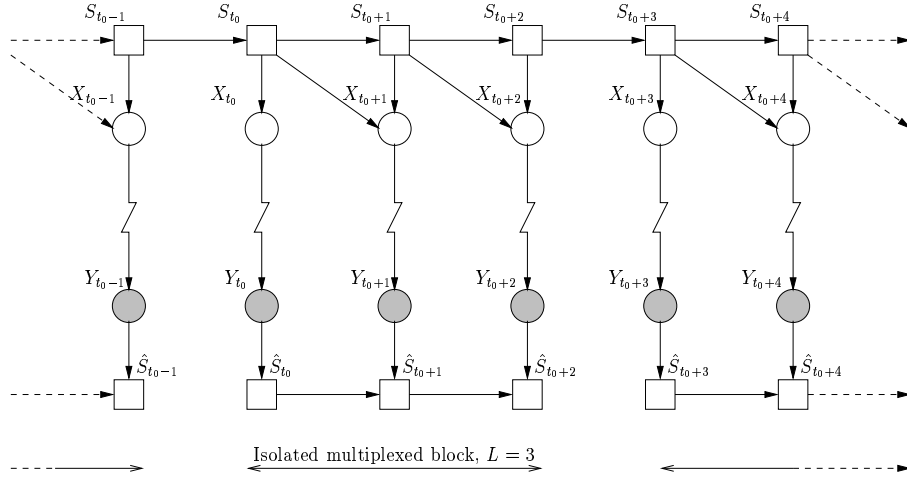 S_{t_0−1} S_{t_0} S_{t_0+1} S_{t_0+2} S_{t_0+3} S_{t_0+4}
X_{t_0−1} X_{t_0} X_{t_0+1} X_{t_0+2} X_{t_0+3} X_{t_0+4}
Y_{t_0−1} Y_{t_0} Y_{t_0+1} Y_{t_0+2} Y_{t_0+3} Y_{t_0+4}
Ŝ_{t_0−1} Ŝ_{t_0} Ŝ_{t_0+1} Ŝ_{t_0+2} Ŝ_{t_0+3} Ŝ_{t_0+4}
Isolated multiplexed block, L = 3